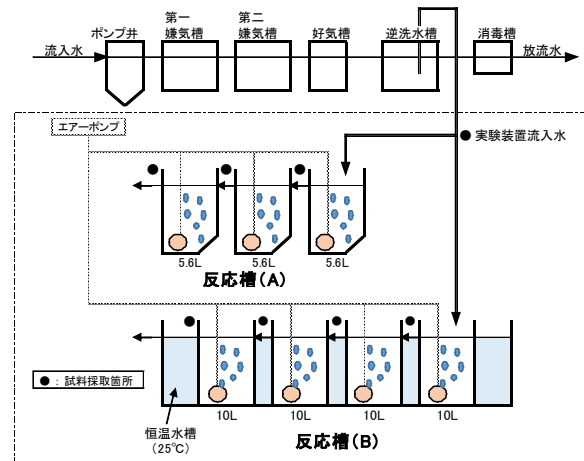 ポンプ井
第一
嫌気槽
第二
嫌気槽
好気槽
逆洗水槽
消毒槽
流入水
放流水
エアーポンプ
●実験装置流入水
5.6L
5.6L
5.6L
反応槽(A)
●:試料採取箇所
10L
10L
10L
10L
恒温水槽
(25℃)
反応槽(B)